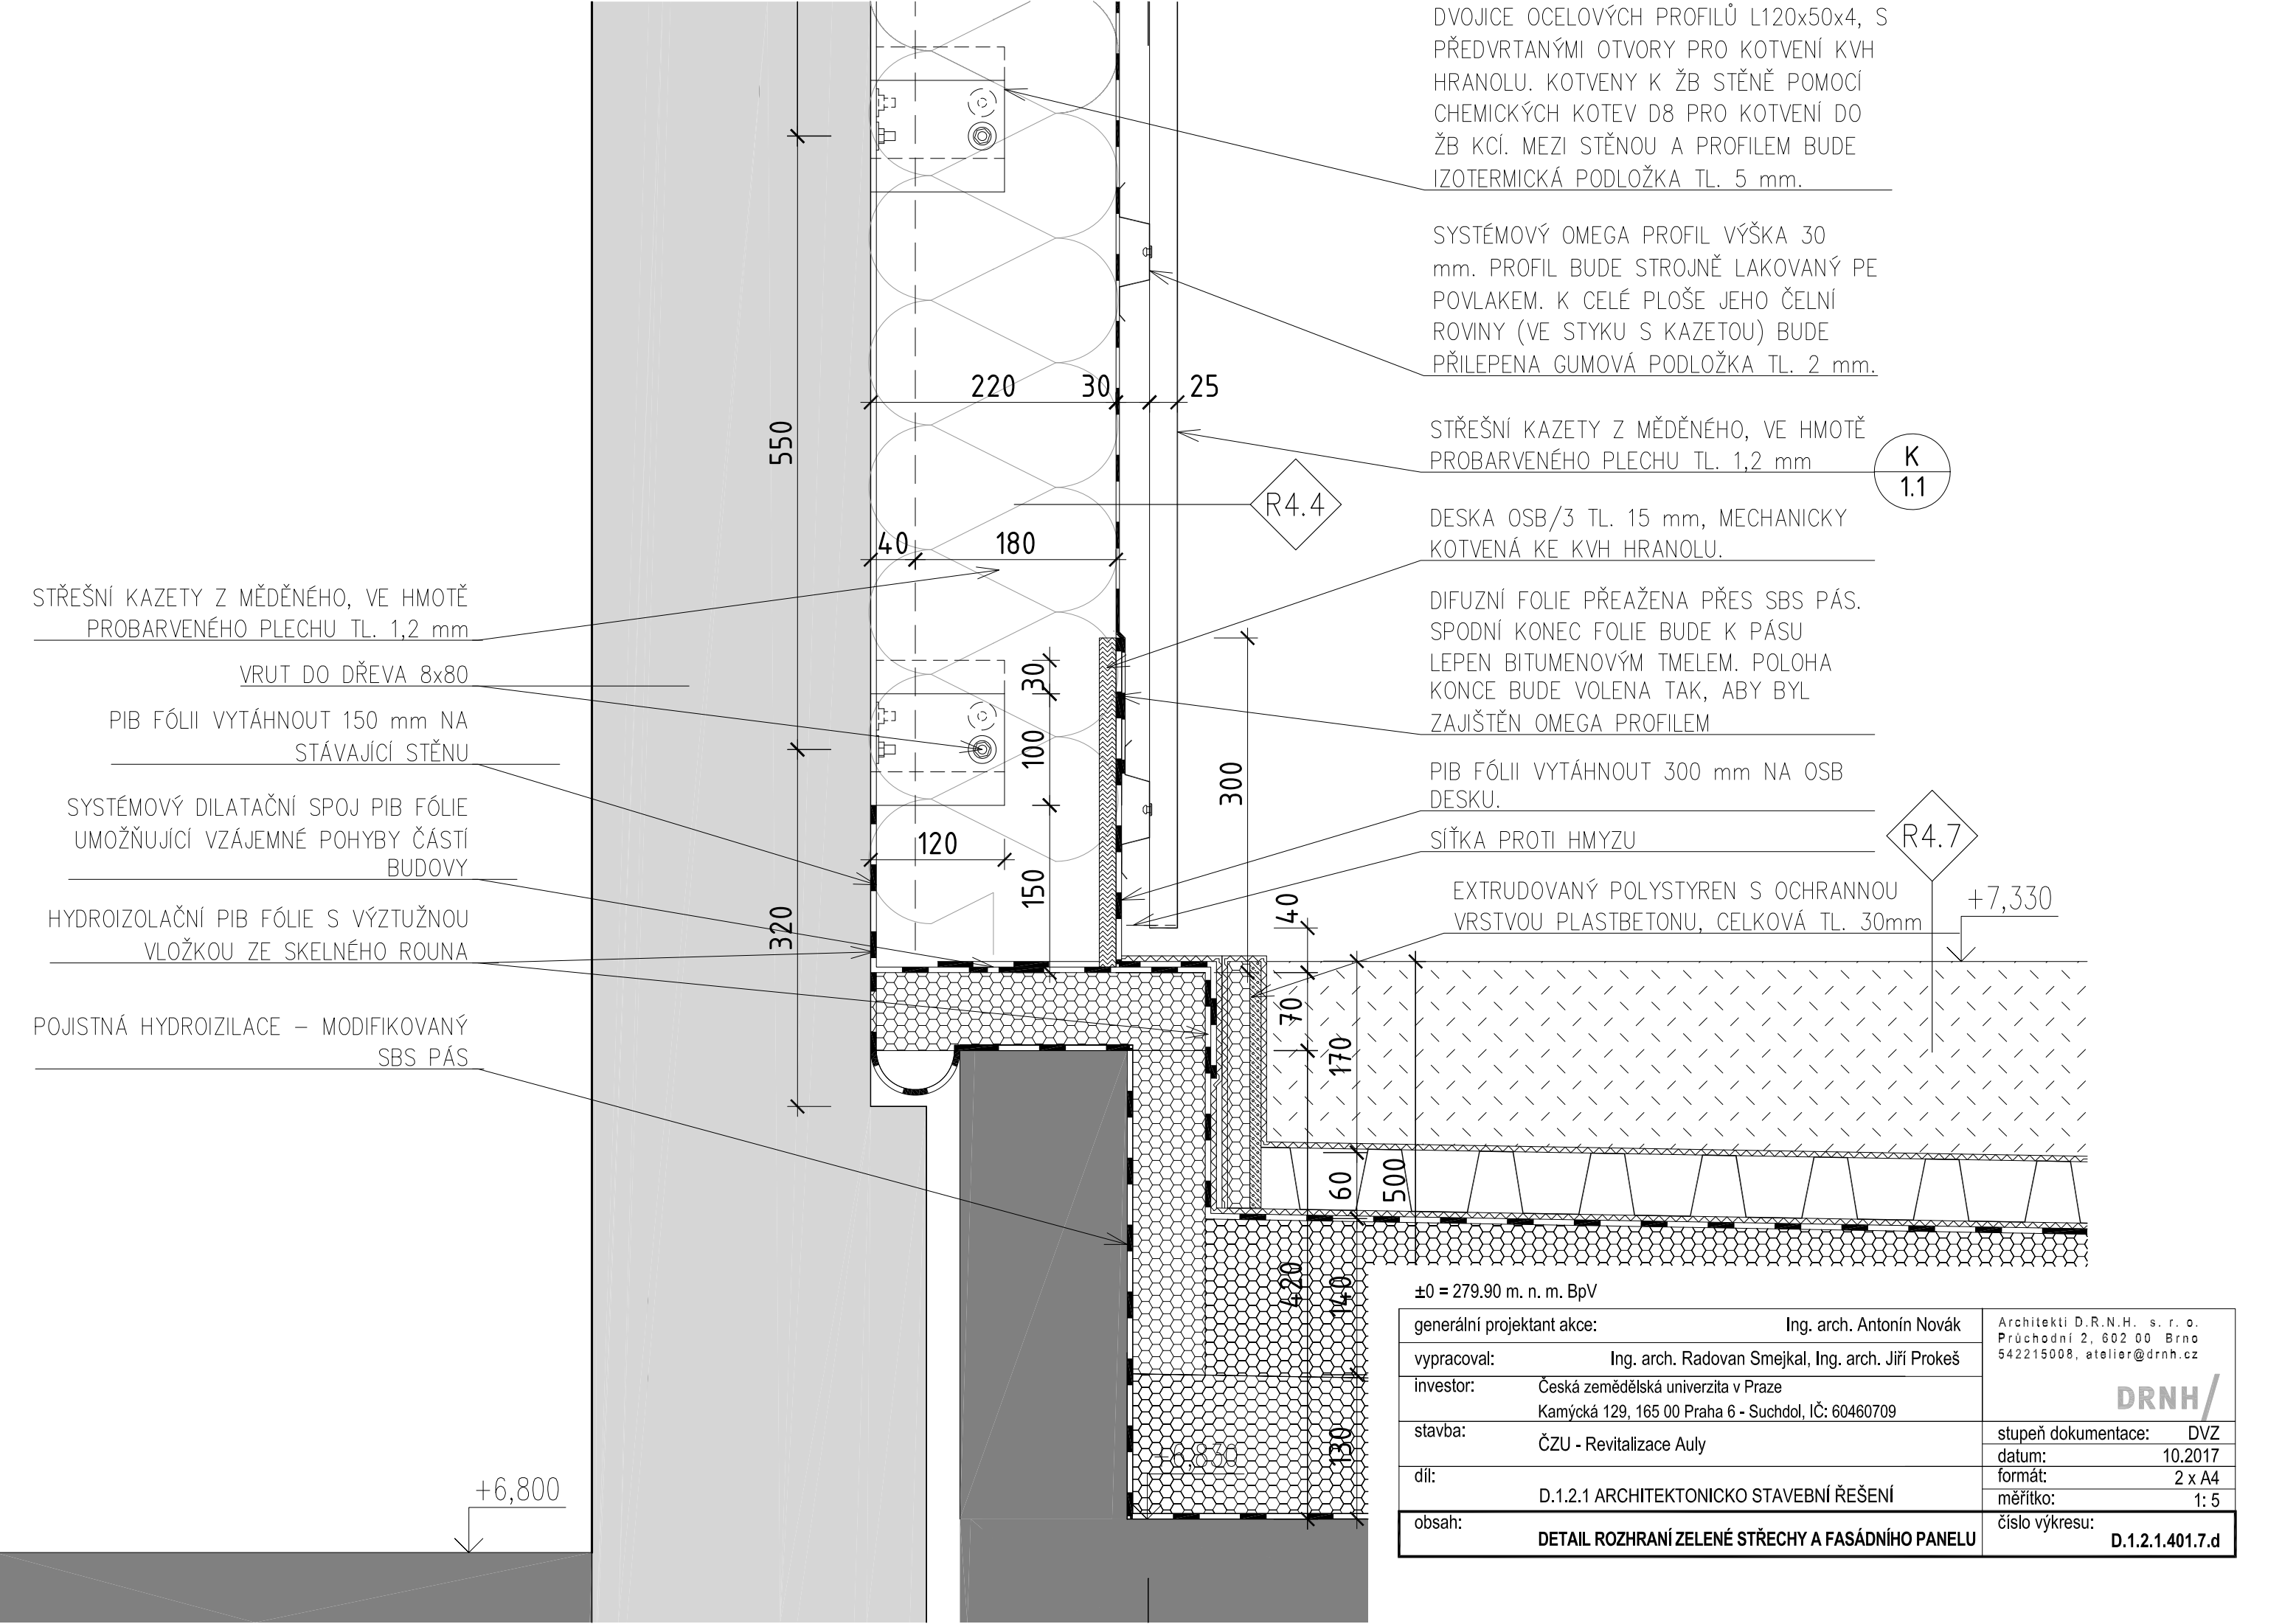 DVOJICE OCELOVÝCH PROFILŮ L120x50x4, S
PŘEDVRTANÝMI OTVORY PRO KOTVENÍ KVH
HRANOLU. KOTVENY K ŽB STĚNĚ POMOCÍ
CHEMICKÝCH KOTEV D8 PRO KOTVENÍ DO
ŽB KCÍ. MEZI STĚNOU A PROFILEM BUDE
IZOTERMICKÁ PODLOŽKA TL. 5 mm.
SYSTÉMOVÝ OMEGA PROFIL VÝŠKA 30
mm. PROFIL BUDE STROJNĚ LAKOVANÝ PE
POVLAKEM. K CELÉ PLOŠE JEHO ČELNÍ
ROVINY (VE STYKU S KAZETOU) BUDE
PŘILEPENA GUMOVÁ PODLOŽKA TL. 2 mm.
STŘEŠNÍ KAZETY Z MĚDĚNÉHO, VE HMOTĚ
PROBARVENÉHO PLECHU TL. 1,2 mm
K
1.1
DESKA OSB/3 TL. 15 mm, MECHANICKY
KOTVENÁ KE KVH HRANOLU.
DIFUZNÍ FOLIE PŘEAŽENA PŘES SBS PÁS.
SPODNÍ KONEC FOLIE BUDE K PÁSU
LEPEN BITUMENOVÝM TMELEM. POLOHA
KONCE BUDE VOLENA TAK, ABY BYL
ZAJIŠTĚN OMEGA PROFILEM
PIB FÓLII VYTÁHNOUT 300 mm NA OSB
DESKU.
SÍŤKA PROTI HMYZU
EXTRUDOVANÝ POLYSTYREN S OCHRANNOU
VRSTVOU PLASTBETONU, CELKOVÁ TL. 30mm
R4.7
+7,330
STŘEŠNÍ KAZETY Z MĚDĚNÉHO, VE HMOTĚ
PROBARVENÉHO PLECHU TL. 1,2 mm
VRUT DO DŘEVA 8x80
PIB FÓLII VYTÁHNOUT 150 mm NA
STÁVAJÍCÍ STĚNU
SYSTÉMOVÝ DILATAČNÍ SPOJ PIB FÓLIE
UMOŽŇUJÍCÍ VZÁJEMNÉ POHYBY ČÁSTÍ
BUDOVY
HYDROIZOLAČNÍ PIB FÓLIE S VÝZTUŽNOU
VLOŽKOU ZE SKELNÉHO ROUNA
POJISTNÁ HYDROIZILACE – MODIFIKOVANÝ
SBS PÁS
+6,800
550
320
220
30
25
R4.4
40
180
30
100
150
120
300
40
70
170
60
500
420
140
130
+6,830
±0 = 279.90 m. n. m. BpV
generální projektant akce: Ing. arch. Antonín Novák
vypracoval: Ing. arch. Radovan Smejkal, Ing. arch. Jiří Prokeš
investor: Česká zemědělská univerzita v Praze
Kamýcká 129, 165 00 Praha 6 - Suchdol, IČ: 60460709
stavba: ČZU - Revitalizace Auly
díl: D.1.2.1 ARCHITEKTONICKO STAVEBNÍ ŘEŠENÍ
obsah: DETAIL ROZHRANÍ ZELENÉ STŘECHY A FASÁDNÍHO PANELU
Architekti D.R.N.H. s. r. o.
Průchodní 2, 602 00 Brno
542215008, atelier@drnh.cz
DRNH/
stupeň dokumentace: DVZ
datum: 10.2017
formát: 2 x A4
měřítko: 1: 5
číslo výkresu: D.1.2.1.401.7.d